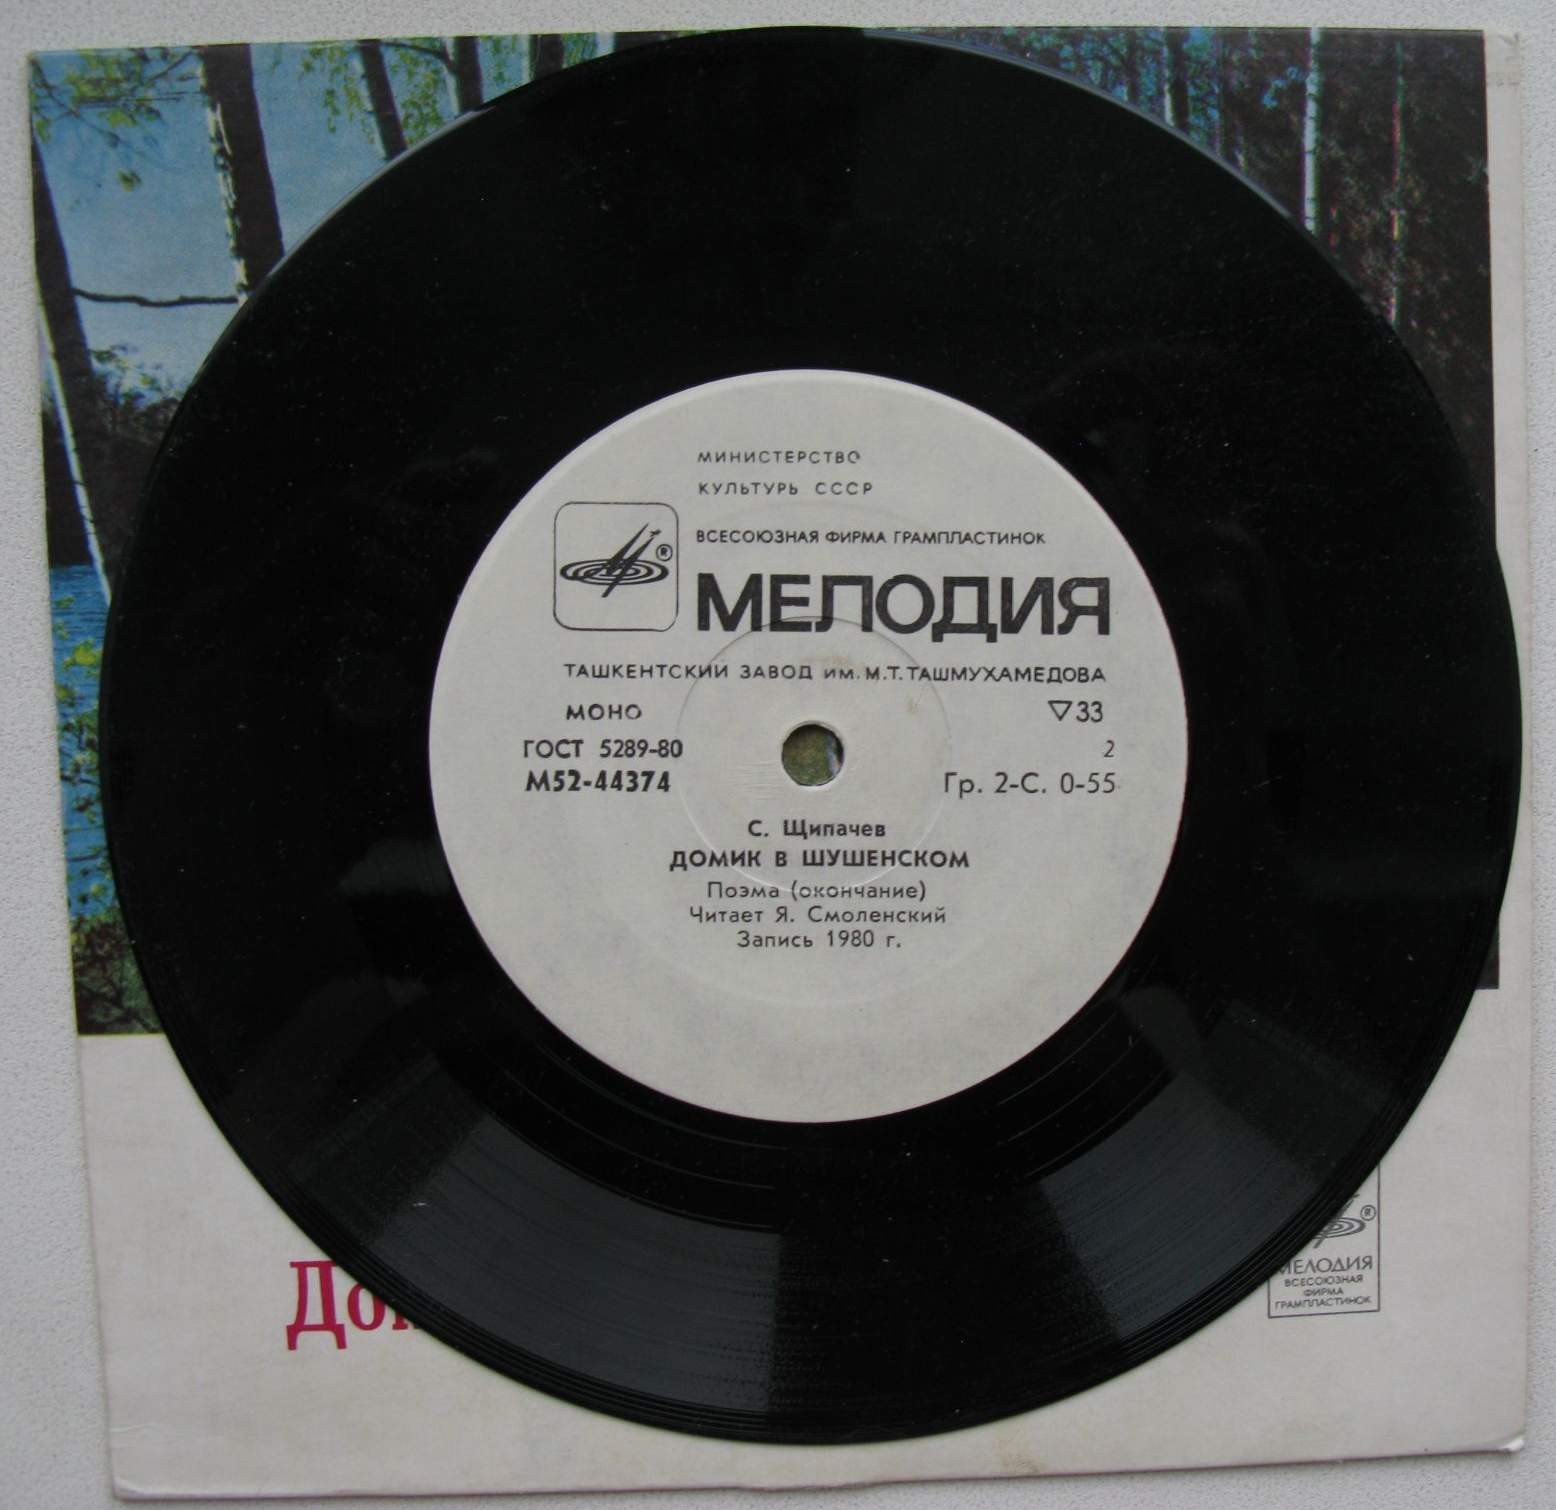 МИНИСТЕРСТВО
КУЛЬТУРЬ СССР
ВСЕСОЮЗНАЯ ФИРМА ГРАМПЛАСТИНОК
®
МЕЛОДИЯ
ТАШКЕНТСКИЙ ЗАВОД ИМ. М.Т. ТАШМУХАМЕДОВА
МОНО ▽33
ГОСТ 5289-80 2
М52-44374 Гр. 2-С. 0-55
С. Щипачев
ДОМИК В ШУШЕНСКОМ
Поэма (окончание)
Читает Я. Смоленский
Запись 1980 г.
®
МЕЛОДИЯ
ВСЕСОЮЗНАЯ
ФИРМА
ГРАМПЛАСТИНОК